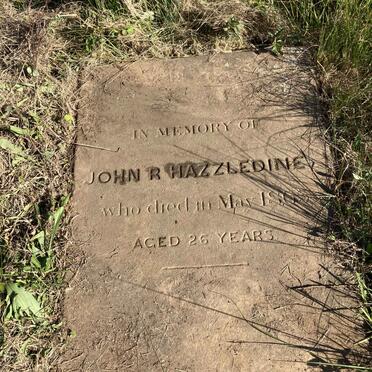 IN MEMORY OF
JOHN R HAZZLEDINE,
who died in May
AGED 26 YEARS.